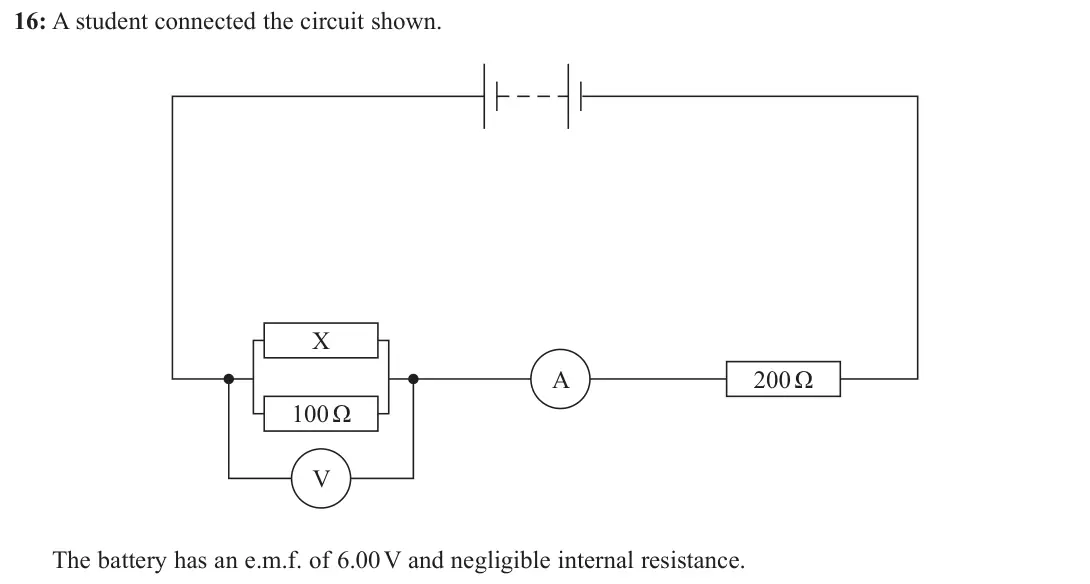 16: A student connected the circuit shown.
X
A
200 Ω
100 Ω
V
The battery has an e.m.f. of 6.00 V and negligible internal resistance.